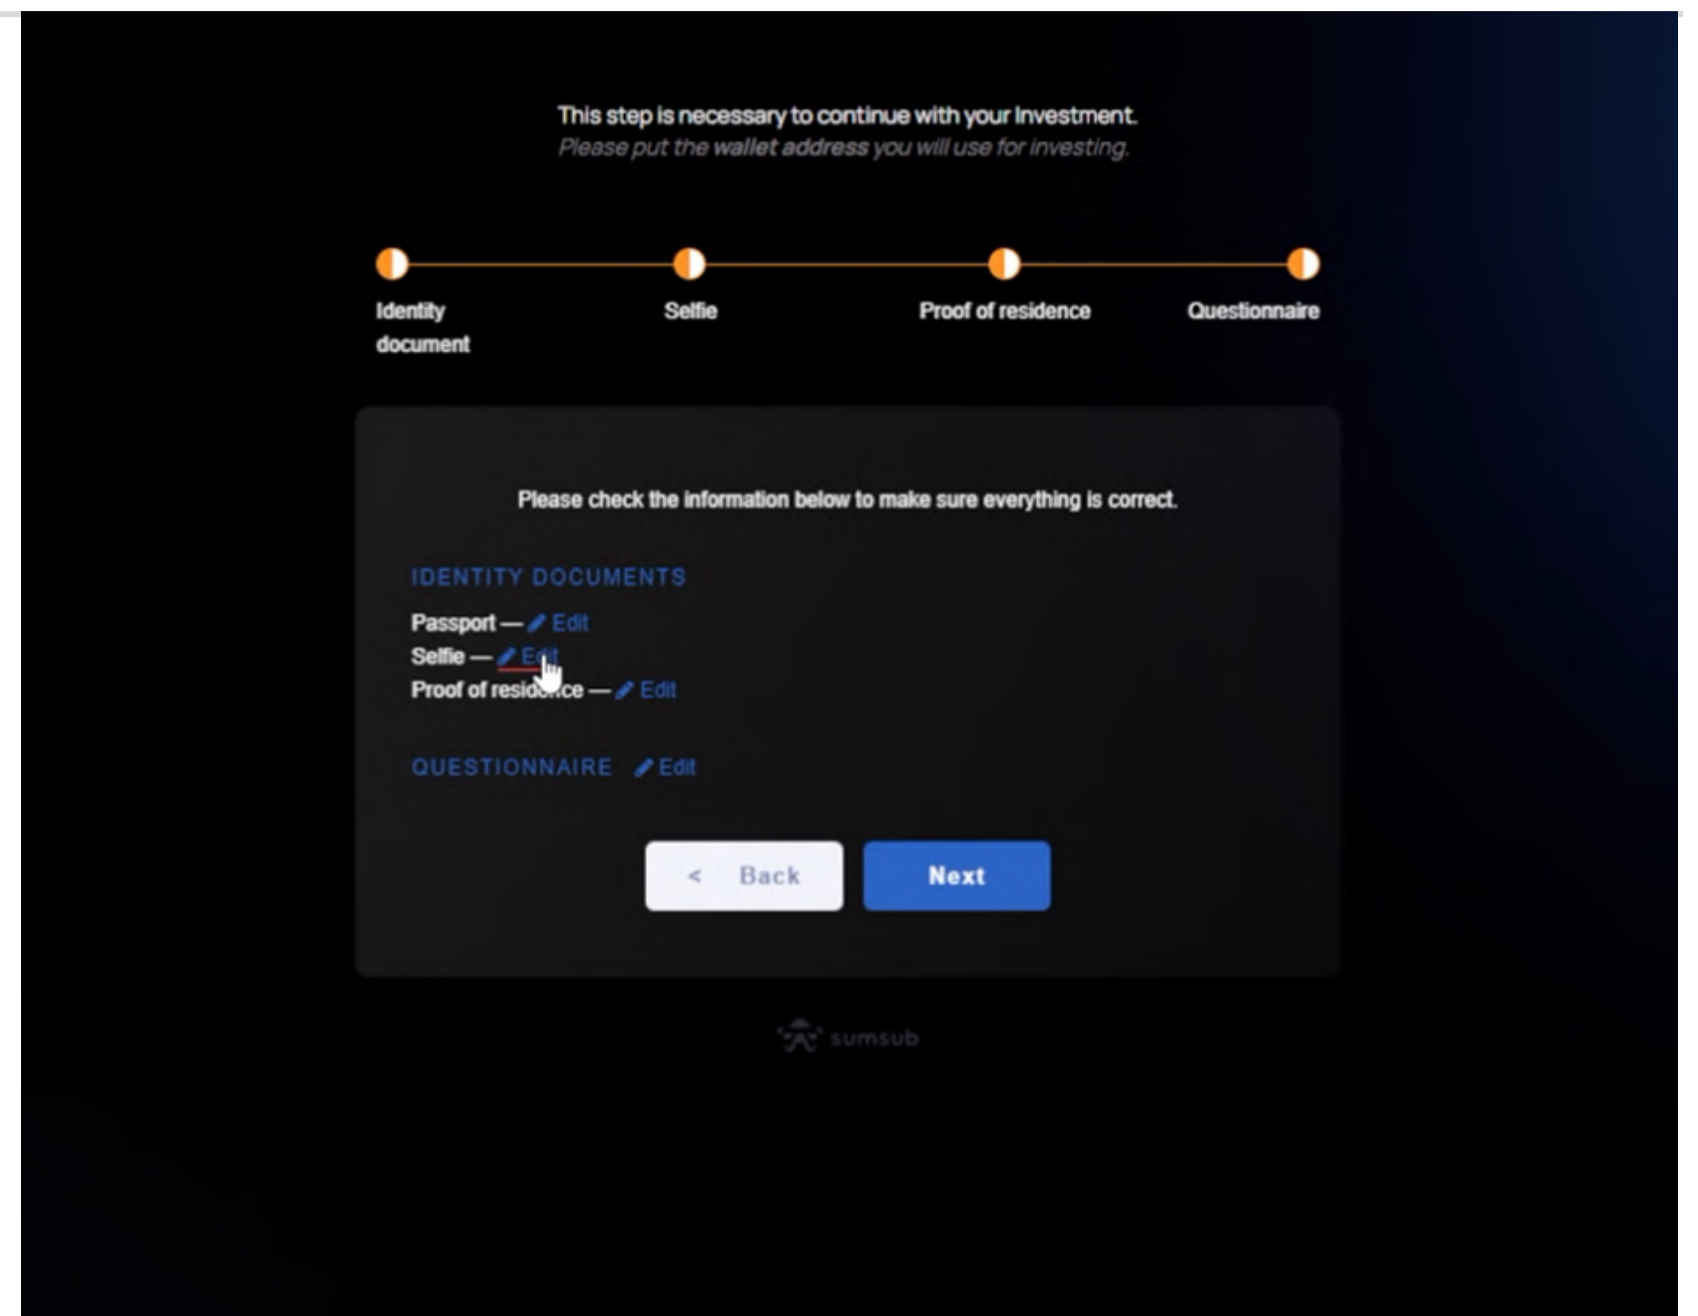 This step is necessary to continue with your Investment.
Please put the wallet address you will use for investing.
Identity document
Selfie
Proof of residence
Questionnaire
Please check the information below to make sure everything is correct.
IDENTITY DOCUMENTS
Passport — Edit
Selfie — Edit
Proof of residence — Edit
QUESTIONNAIRE Edit
< Back
Next
sumsub